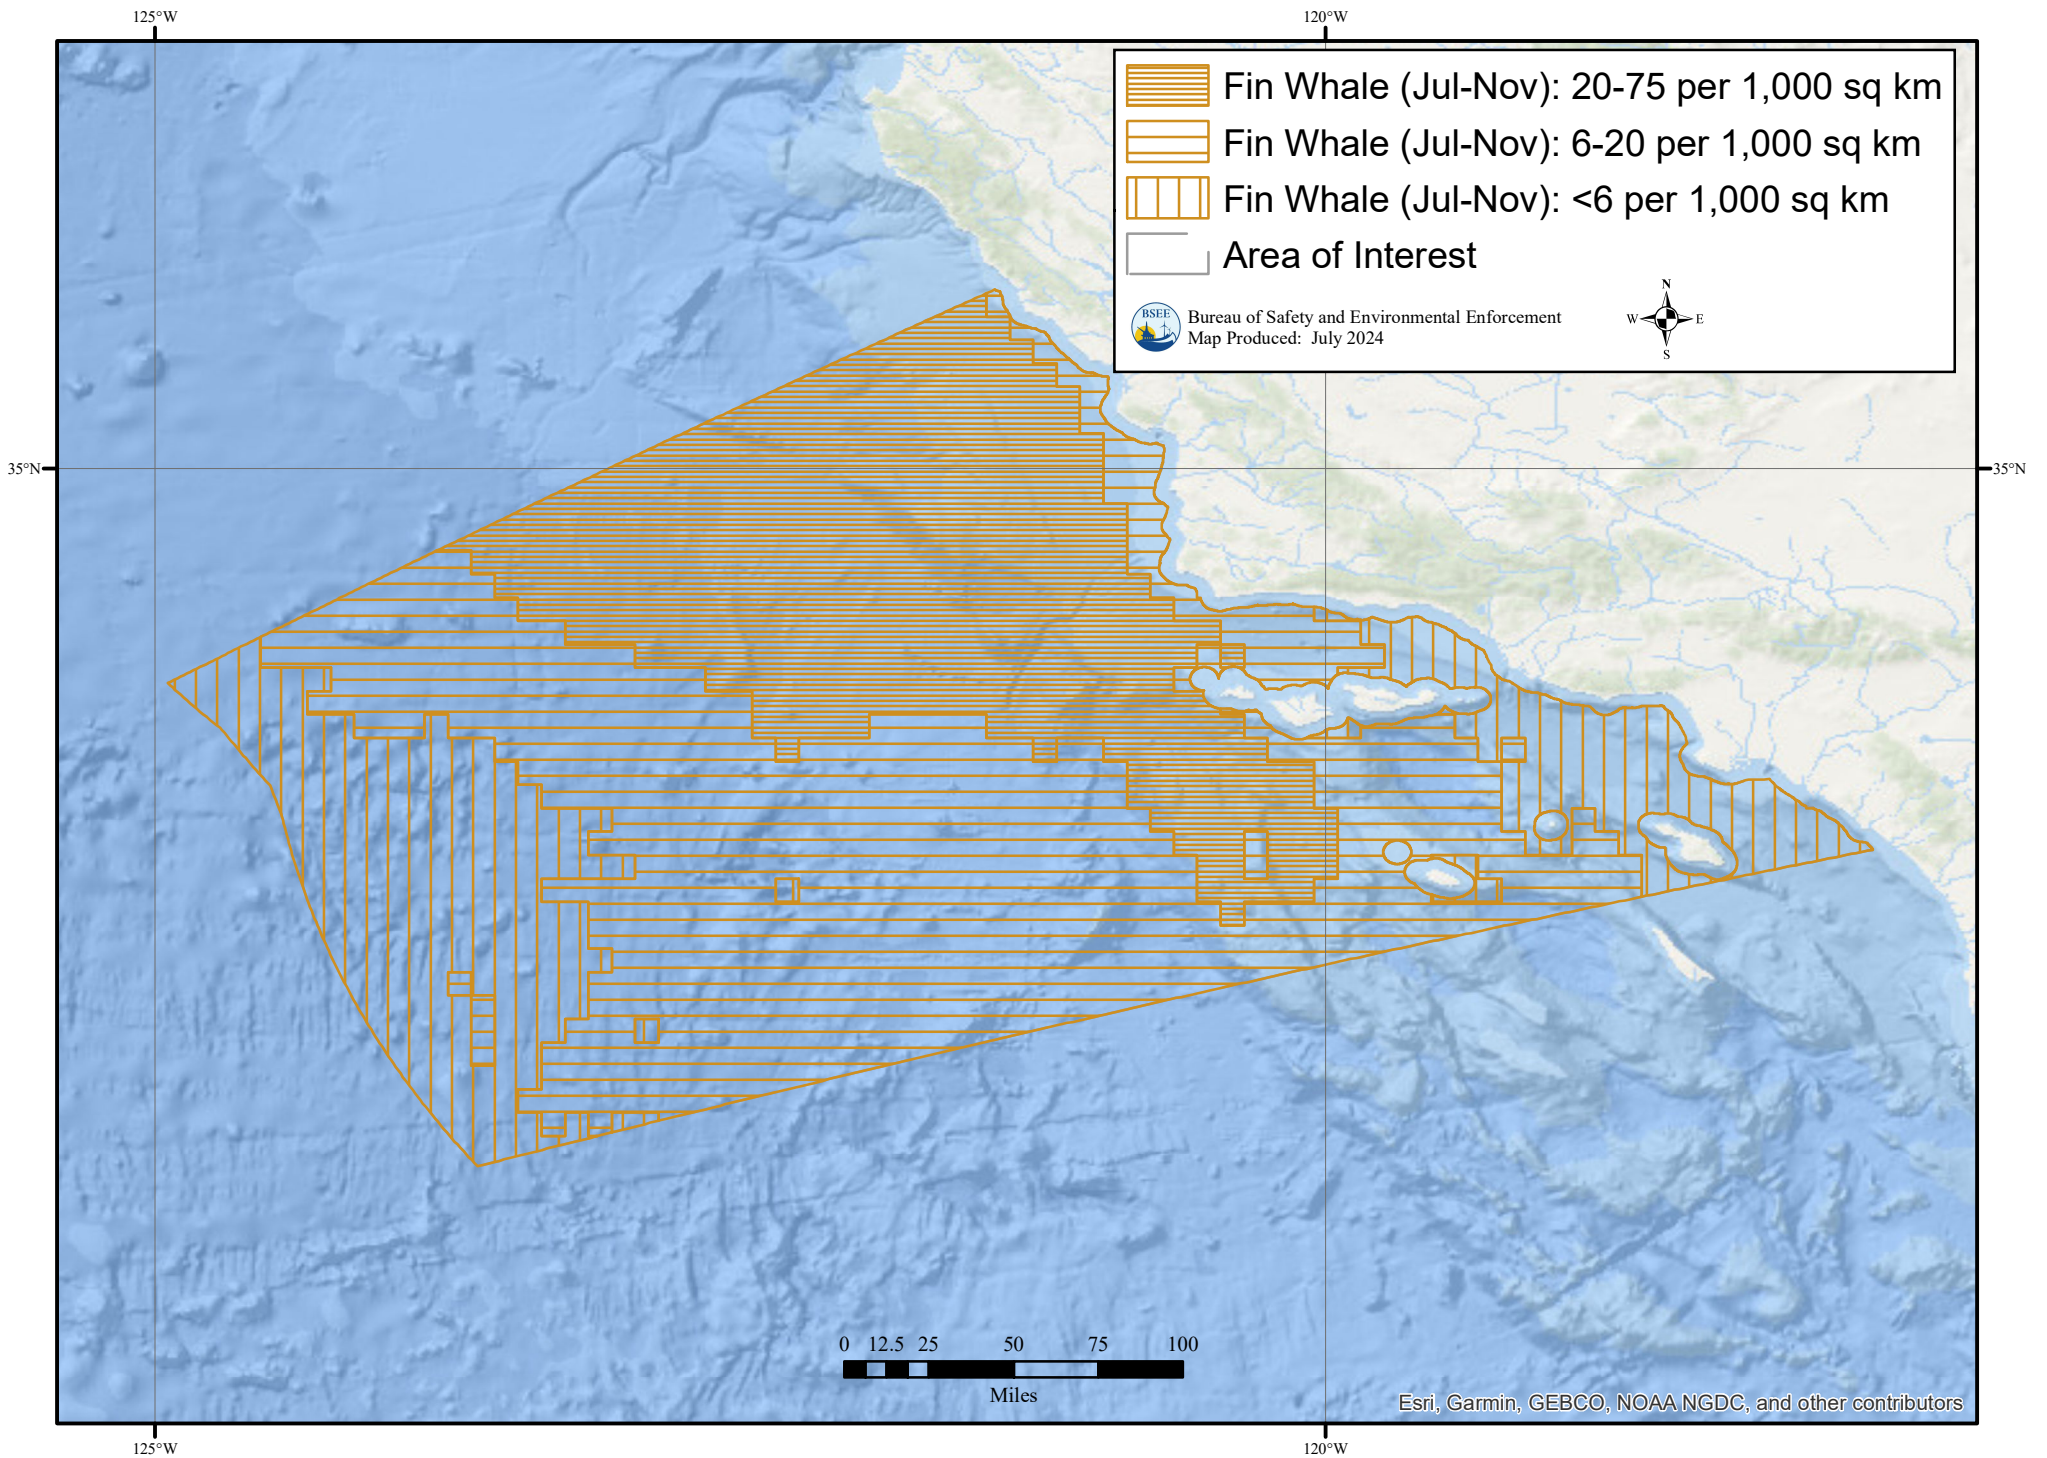 125°W 120°W
Fin Whale (Jul-Nov): 20-75 per 1,000 sq km
Fin Whale (Jul-Nov): 6-20 per 1,000 sq km
Fin Whale (Jul-Nov): <6 per 1,000 sq km
Area of Interest
N
BSEE
Bureau of Safety and Environmental Enforcement
W E
Map Produced: July 2024
S
35°N 35°N
0 12.5 25 50 75 100
Miles
Esri, Garmin, GEBCO, NOAA NGDC, and other contributors
125°W 120°W